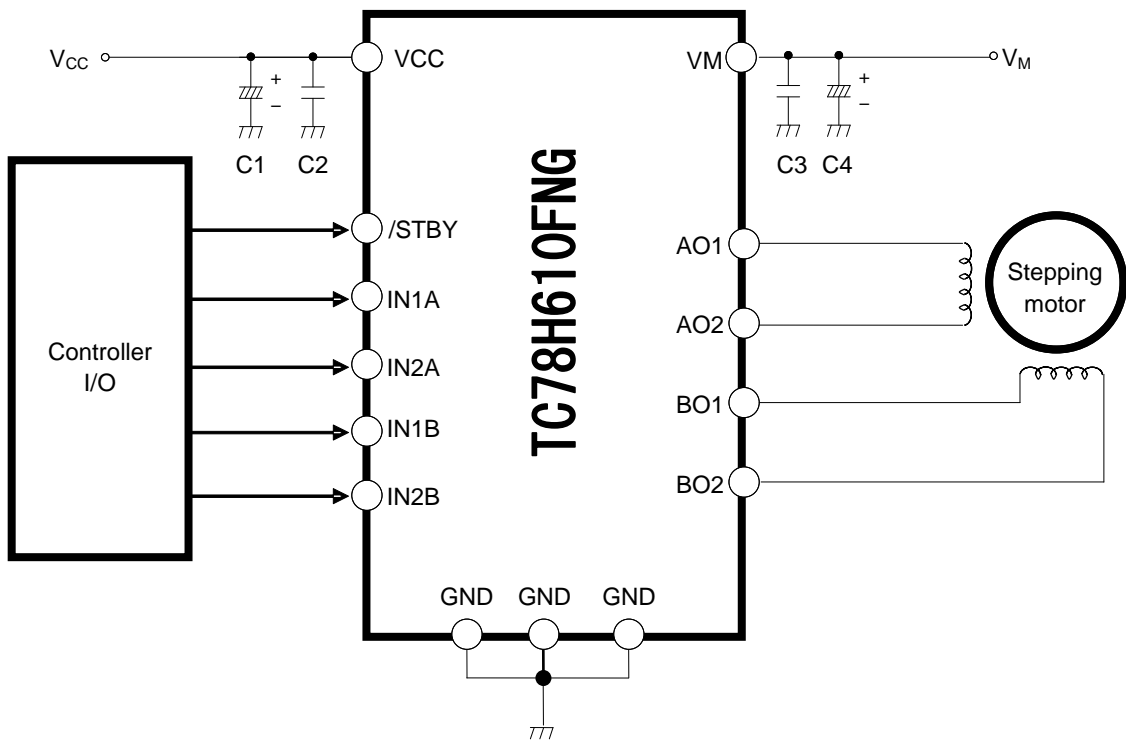 VCC
VCC
VM
VM
+
−
+
−
C1
C2
C3
C4
TC78H610FNG
Controller
I/O
/STBY
IN1A
IN2A
IN1B
IN2B
AO1
AO2
BO1
BO2
Stepping
motor
GND
GND
GND